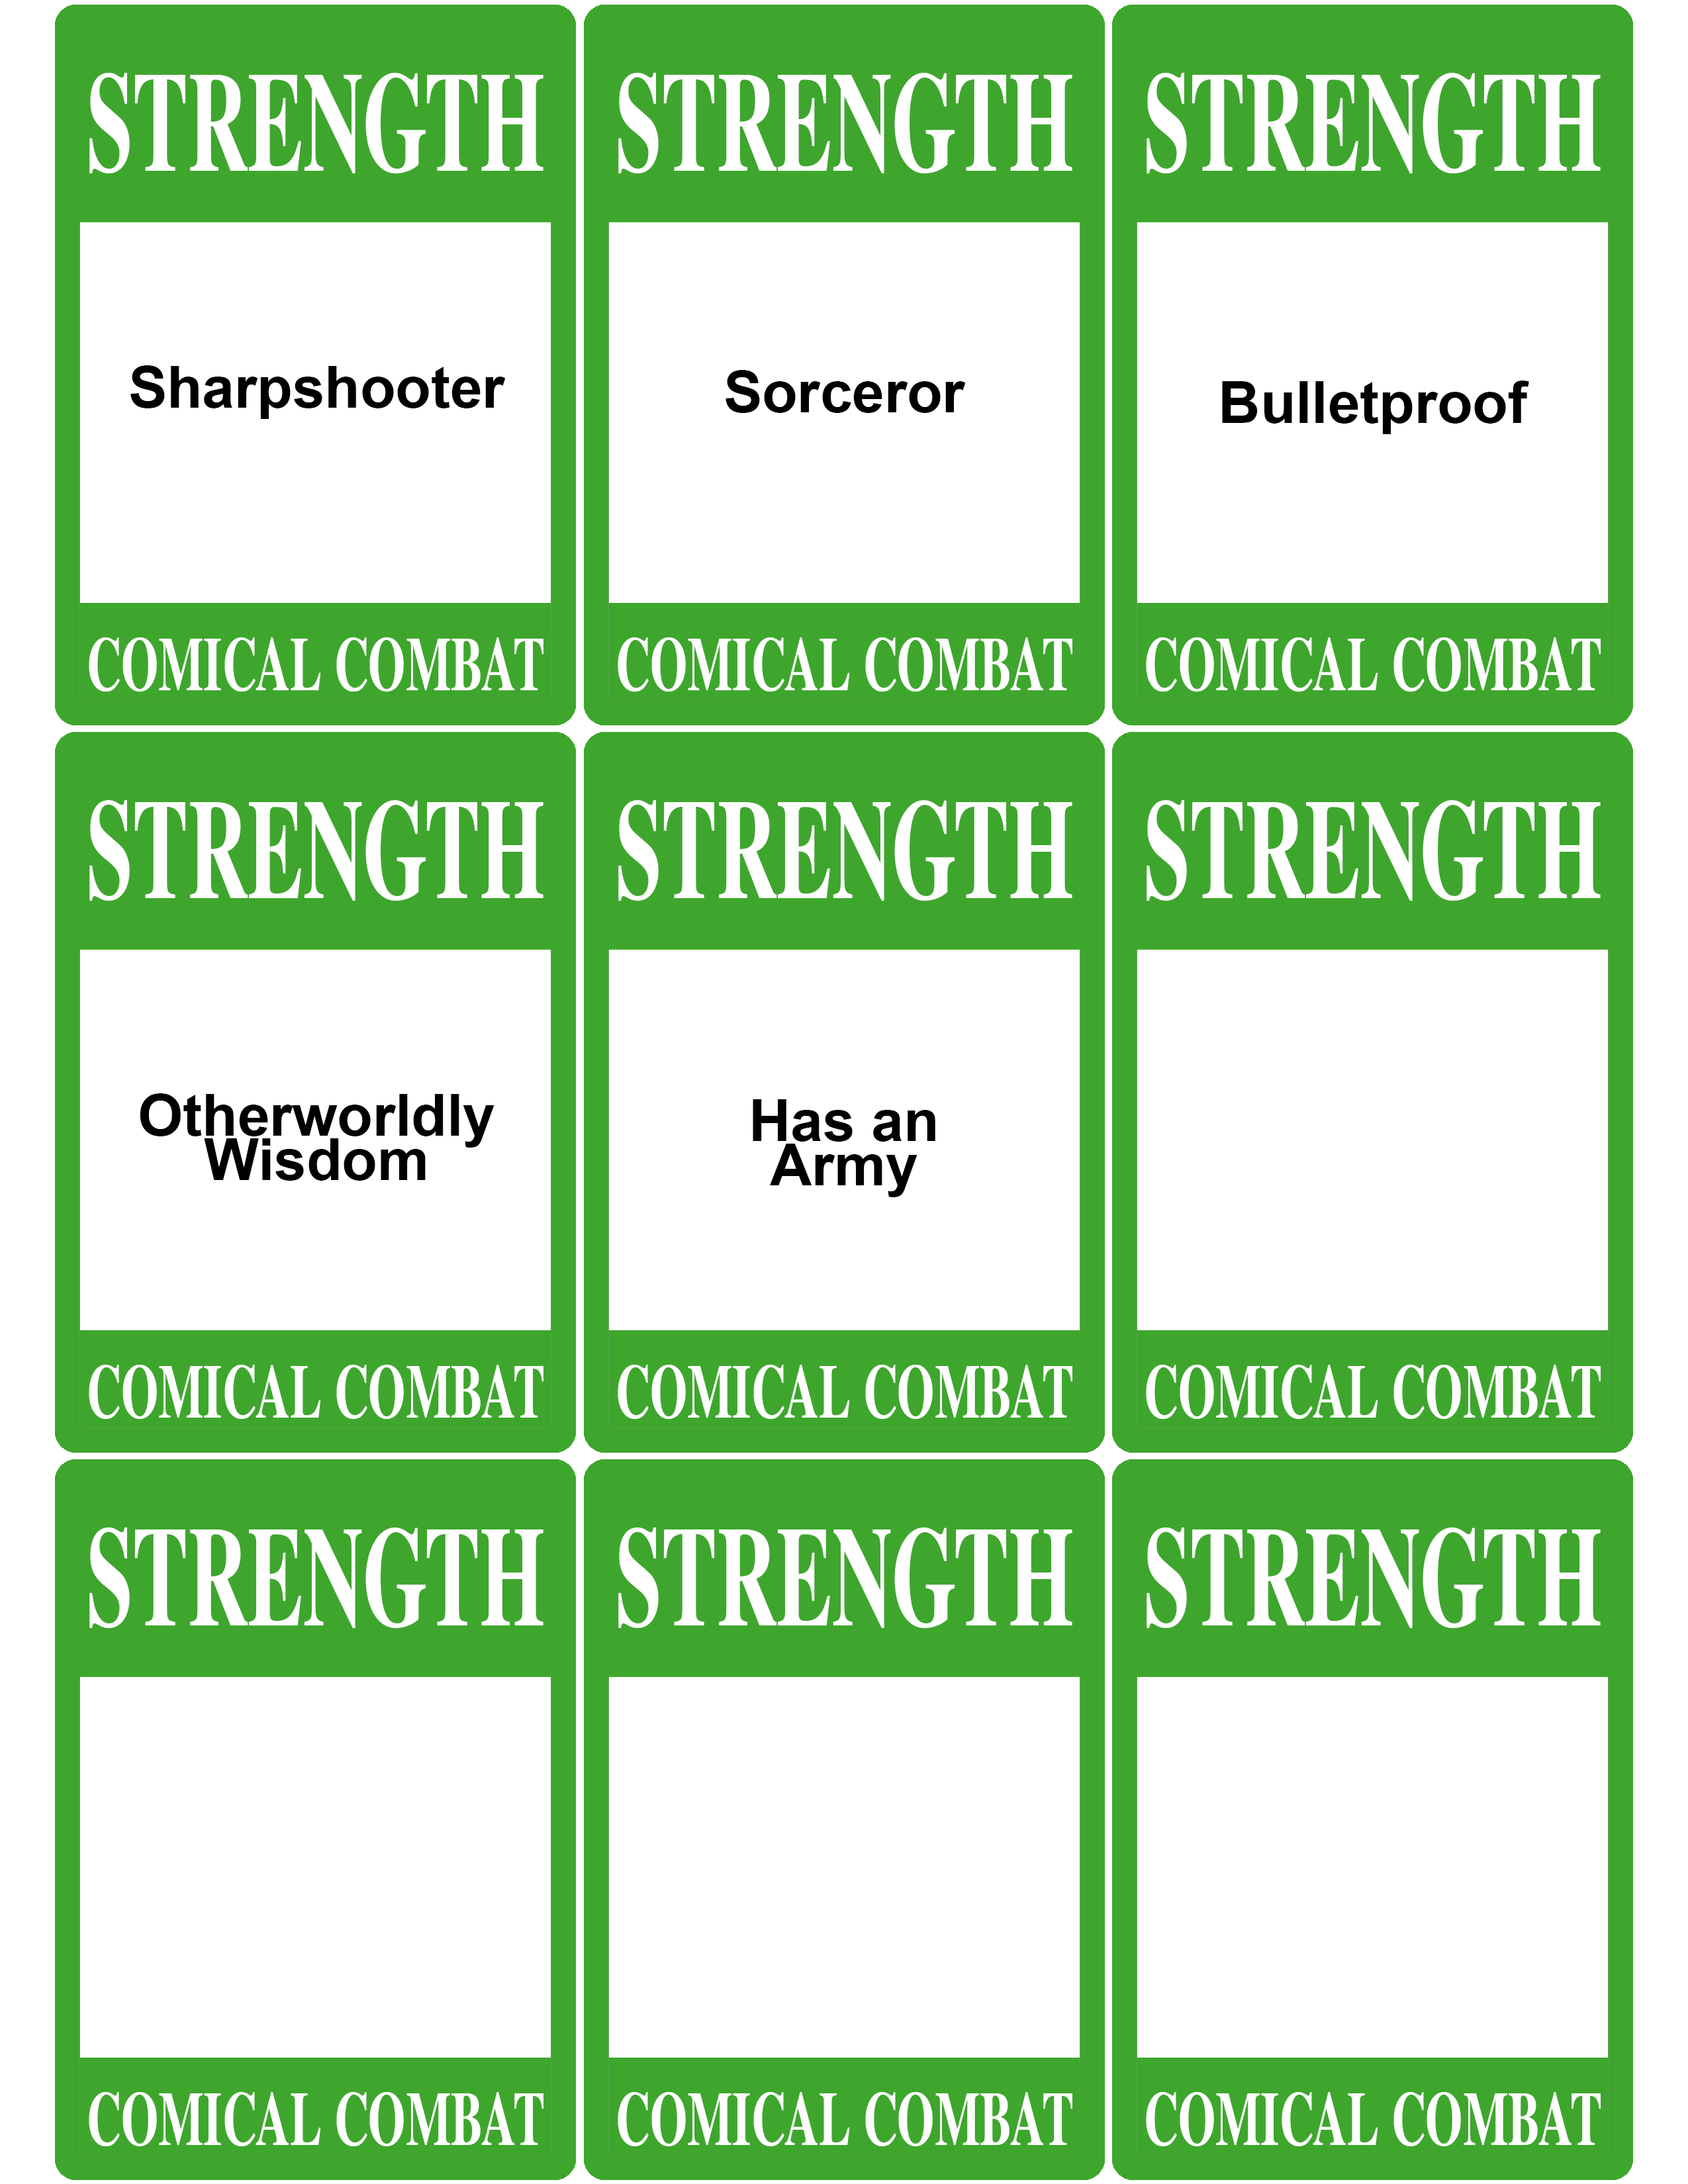 STRENGTH STRENGTH STRENGTH
Sharpshooter Sorceror Bulletproof
COMICAL COMBAT COMICAL COMBAT COMICAL COMBAT
STRENGTH STRENGTH STRENGTH
Otherworldly Has an
Wisdom Army
COMICAL COMBAT COMICAL COMBAT COMICAL COMBAT
STRENGTH STRENGTH STRENGTH
COMICAL COMBAT COMICAL COMBAT COMICAL COMBAT